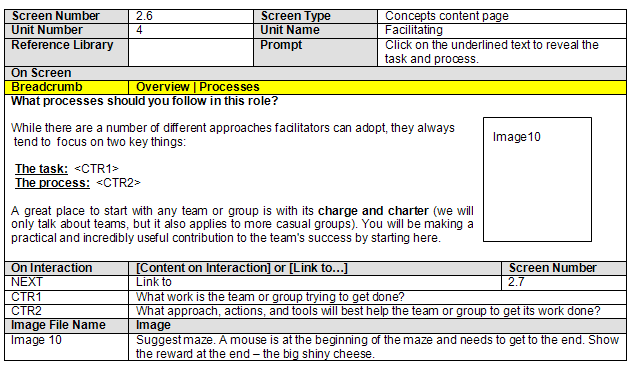 Screen Number 2.6 Screen Type Concepts content page
Unit Number 4 Unit Name Facilitating
Reference Library Prompt Click on the underlined text to reveal the
task and process.
On Screen
Breadcrumb Overview | Processes
What processes should you follow in this role?
While there are a number of different approaches facilitators can adopt, they always
tend to focus on two key things:
Image10
The task: <CTR1>
The process: <CTR2>
A great place to start with any team or group is with its charge and charter (we will
only talk about teams, but it also applies to more casual groups). You will be making a
practical and incredibly useful contribution to the team's success by starting here.
On Interaction [Content on Interaction] or [Link to…] Screen Number
NEXT Link to 2.7
CTR1 What work is the team or group trying to get done?
CTR2 What approach, actions, and tools will best help the team or group to get its work done?
Image File Name Image
Image 10 Suggest maze. A mouse is at the beginning of the maze and needs to get to the end. Show
the reward at the end – the big shiny cheese.